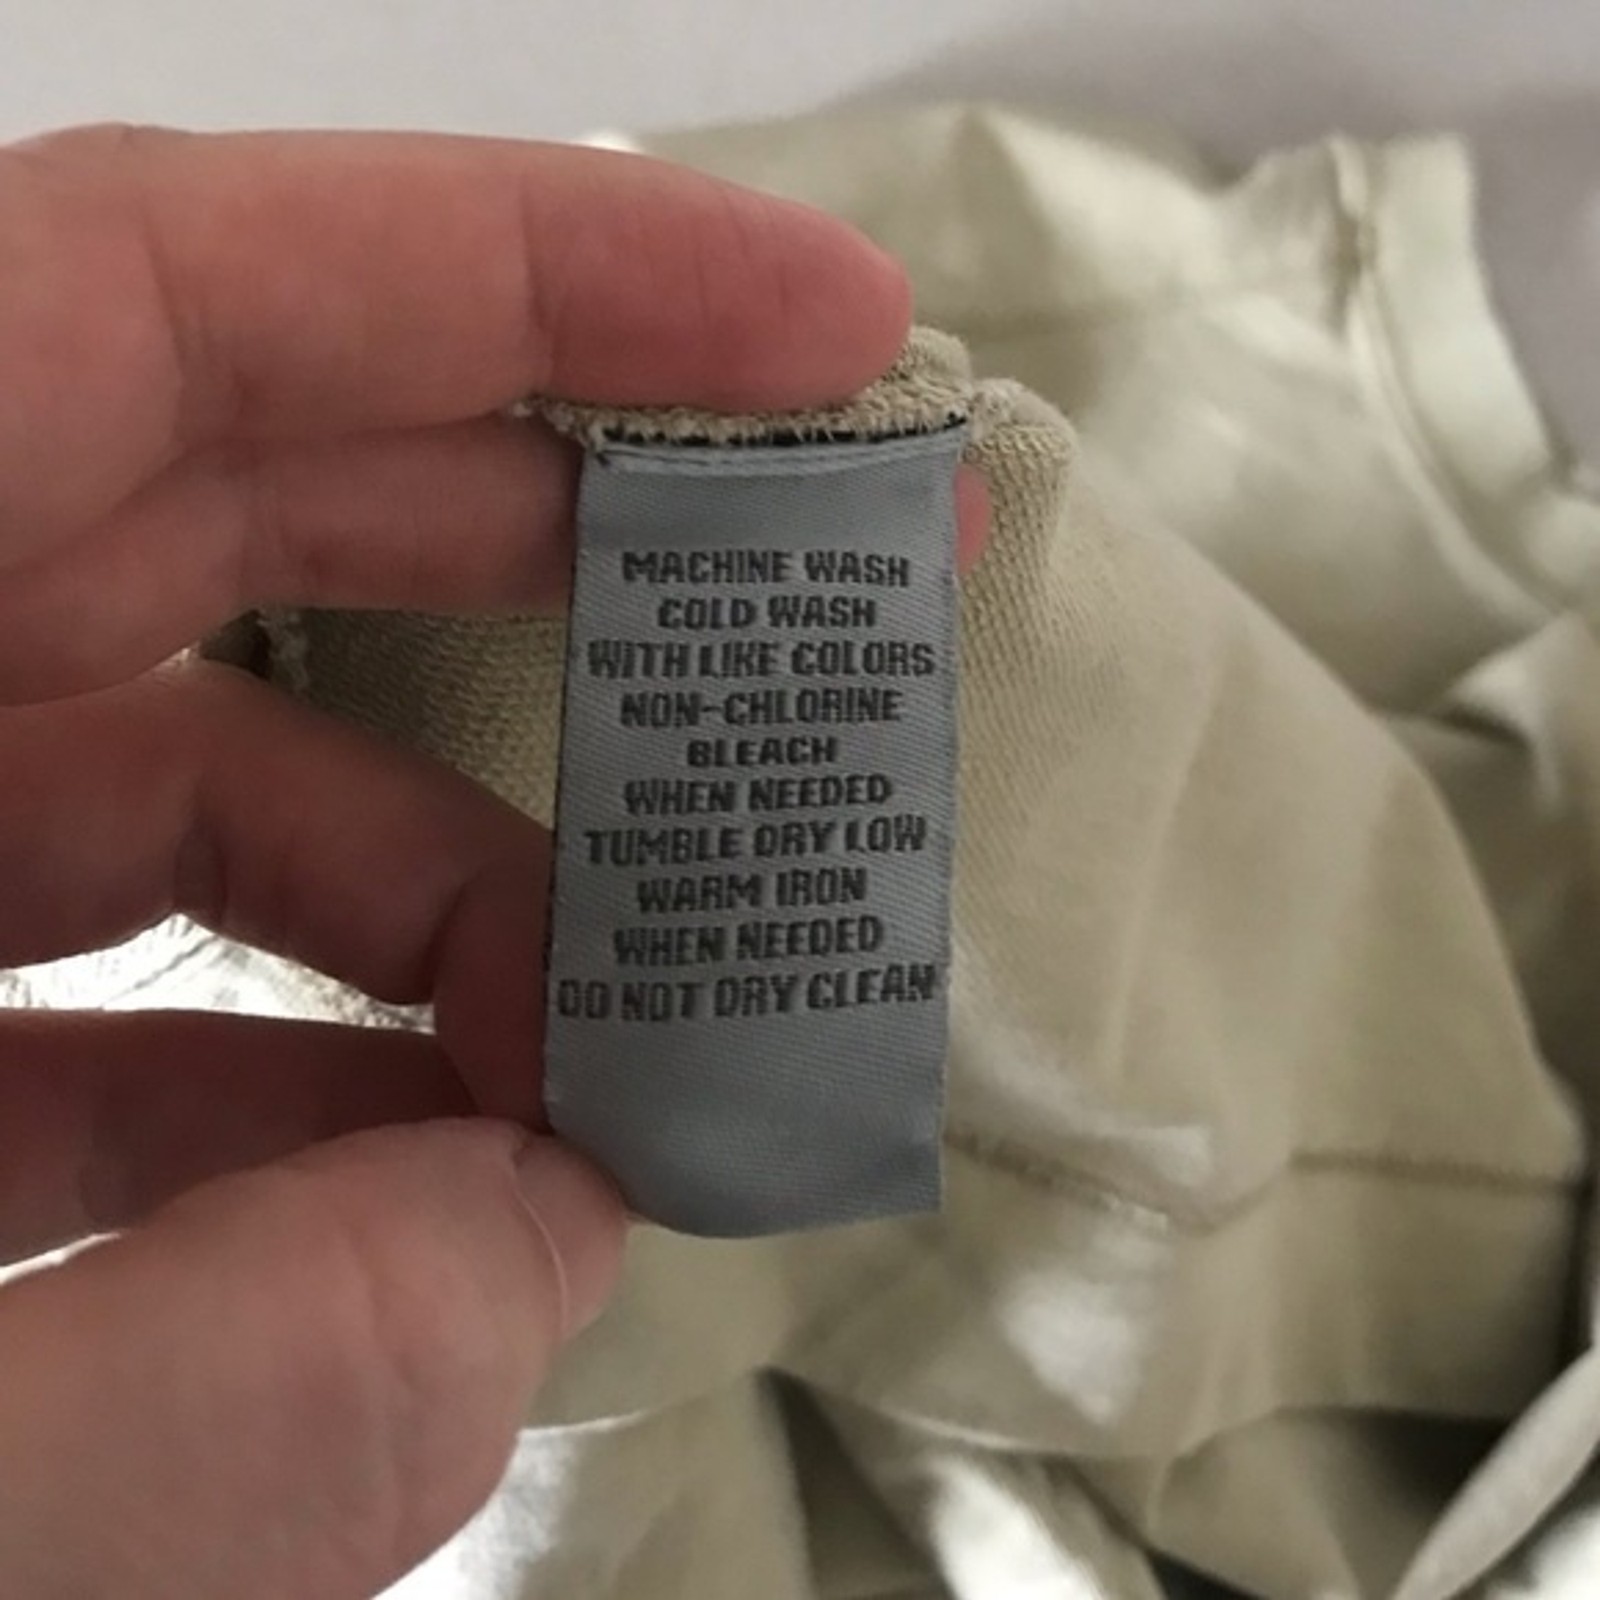 MACHINE WASH
COLD WASH
WITH LIKE COLORS
NON-CHLORINE
BLEACH
WHEN NEEDED
TUMBLE DRY LOW
WARM IRON
WHEN NEEDED
DO NOT DRY CLEAN